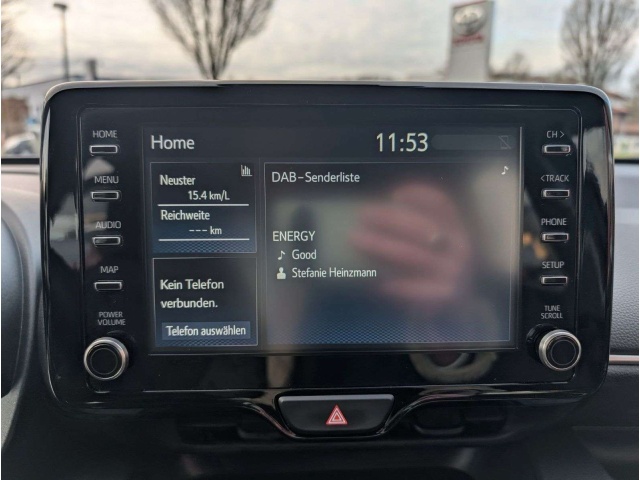 HOME
MENU
AUDIO
MAP
POWER
VOLUME
Home
11:53
Neuster
15.4 km/L
Reichweite
--- km
Kein Telefon
verbunden.
Telefon auswählen
DAB-Senderliste
ENERGY
Good
Stefanie Heinzmann
CH >
<TRACK
PHONE
SETUP
TUNE
SCROLL